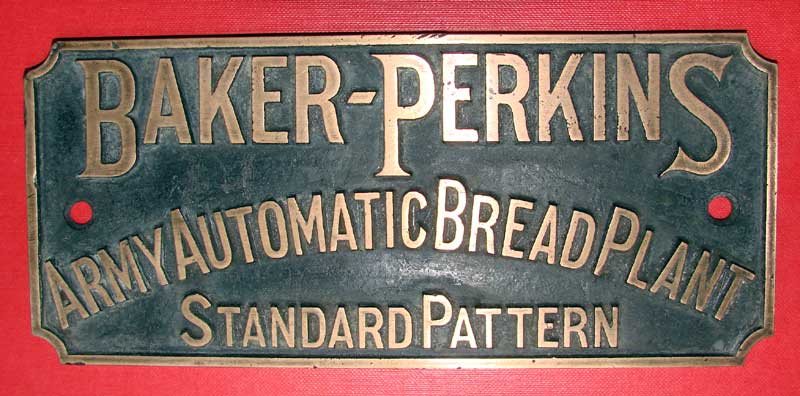 BAKER-PERKINS
ARMY AUTOMATIC BREAD PLANT
STANDARD PATTERN